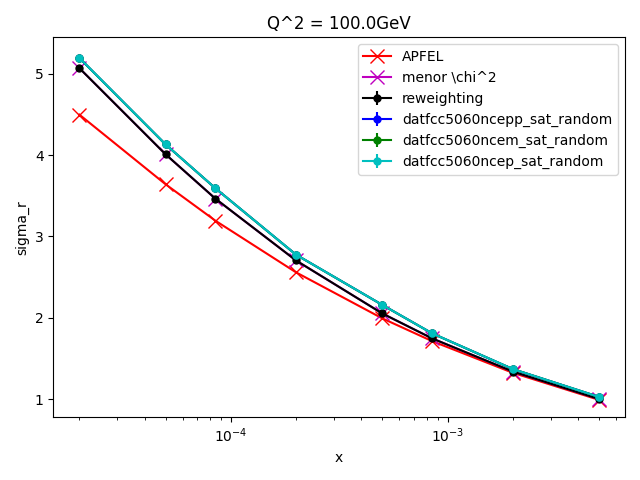 Q^2 = 100.0GeV
APFEL
menor \chi^2
reweighting
datfcc5060ncepp_sat_random
datfcc5060ncem_sat_random
datfcc5060ncep_sat_random
sigma_r
5
4
3
2
1
10⁻⁴
10⁻³
x